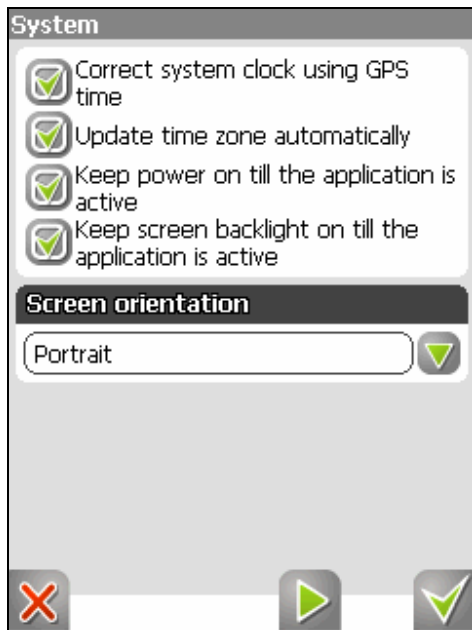 System
Correct system clock using GPS
time
Update time zone automatically
Keep power on till the application is
active
Keep screen backlight on till the
application is active
Screen orientation
Portrait